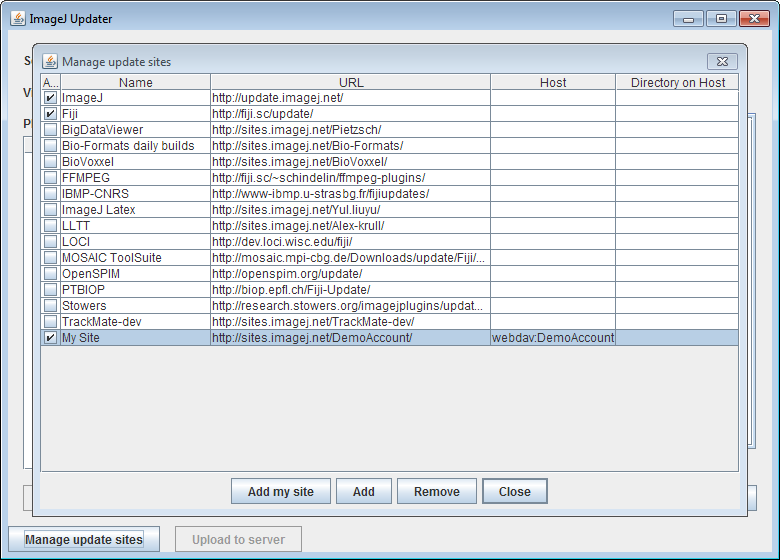 ImageJ Updater
Manage update sites
A... Name URL Host Directory on Host
ImageJ http://update.imagej.net/
Fiji http://fiji.sc/update/
BigDataViewer http://sites.imagej.net/Pietzsch/
Bio-Formats daily builds http://sites.imagej.net/Bio-Formats/
BioVoxxel http://sites.imagej.net/BioVoxxel/
FFMPEG http://fiji.sc/~schindelin/ffmpeg-plugins/
IBMP-CNRS http://www-ibmp.u-strasbg.fr/fijiupdates/
ImageJ Latex http://sites.imagej.net/Yul.liuyu/
LLTT http://sites.imagej.net/Alex-krull/
LOCI http://dev.loci.wisc.edu/fiji/
MOSAIC ToolSuite http://mosaic.mpi-cbg.de/Downloads/update/Fiji/...
OpenSPIM http://openspim.org/update/
PTBIOP http://biop.epfl.ch/Fiji-Update/
Stowers http://research.stowers.org/imagejplugins/updat...
TrackMate-dev http://sites.imagej.net/TrackMate-dev/
My Site http://sites.imagej.net/DemoAccount/ webdav:DemoAccount
Add my site Add Remove Close
Manage update sites Upload to server